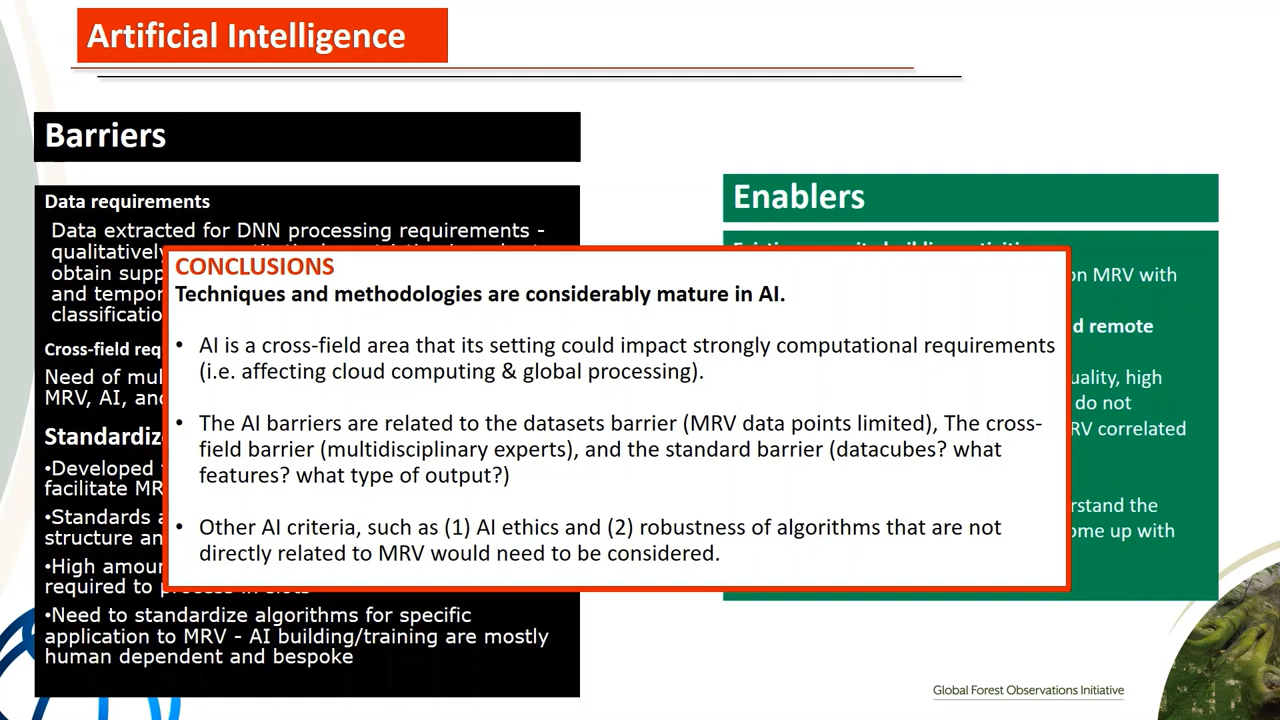 Artificial Intelligence
Barriers
Data requirements
Data extracted for DNN processing requirements -
qualitatively
obtain supp
and tempor
classificatio
Cross-field req
Need of mul
MRV, AI, and
Standardiz
•Developed
facilitate MR
•Standards a
structure an
•High amoun
required to process in
•Need to standardize algorithms for specific
application to MRV - AI building/training are mostly
human dependent and bespoke
CONCLUSIONS
Techniques and methodologies are considerably mature in AI.
• AI is a cross-field area that its setting could impact strongly computational requirements
(i.e. affecting cloud computing & global processing).
• The AI barriers are related to the datasets barrier (MRV data points limited), The cross-
field barrier (multidisciplinary experts), and the standard barrier (datacubes? what
features? what type of output?)
• Other AI criteria, such as (1) AI ethics and (2) robustness of algorithms that are not
directly related to MRV would need to be considered.
Enablers
on MRV with
d remote
uality, high
do not
RV correlated
rstand the
ome up with
Global Forest Observations Initiative